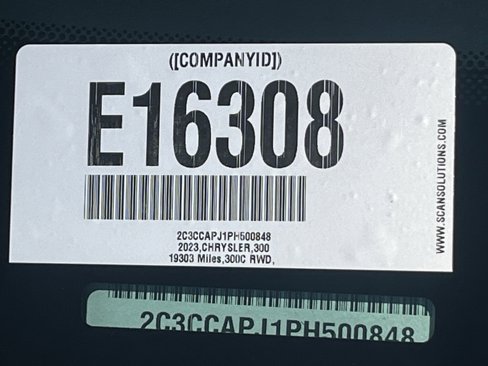 ([COMPANYID])
E16308
2C3CCAPJ1PH500848
2023,CHRYSLER,300
19303 Miles,300C RWD,
WWW.SCANSOLUTIONS.COM
2C3CCAPJ1PH500848